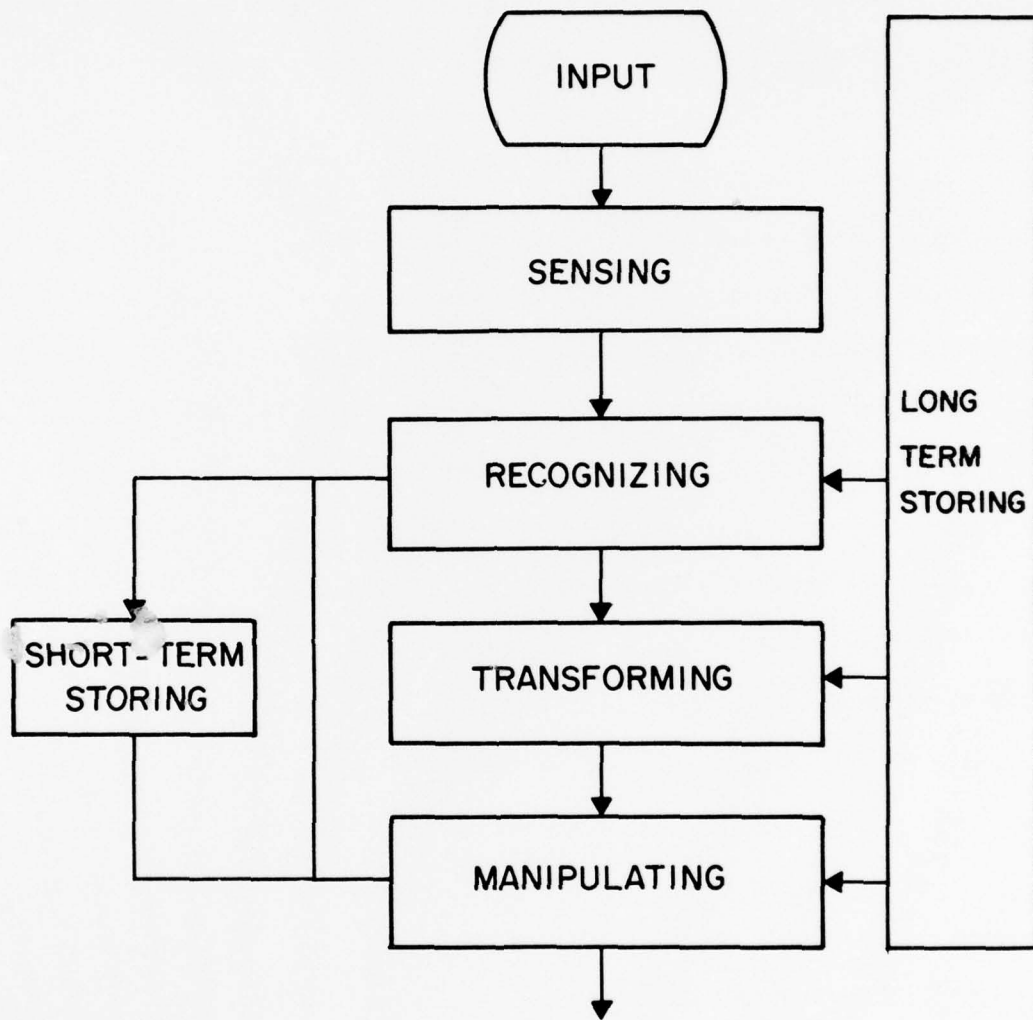 INPUT
SENSING
RECOGNIZING
LONG
TERM
STORING
SHORT-TERM
STORING
TRANSFORMING
MANIPULATING